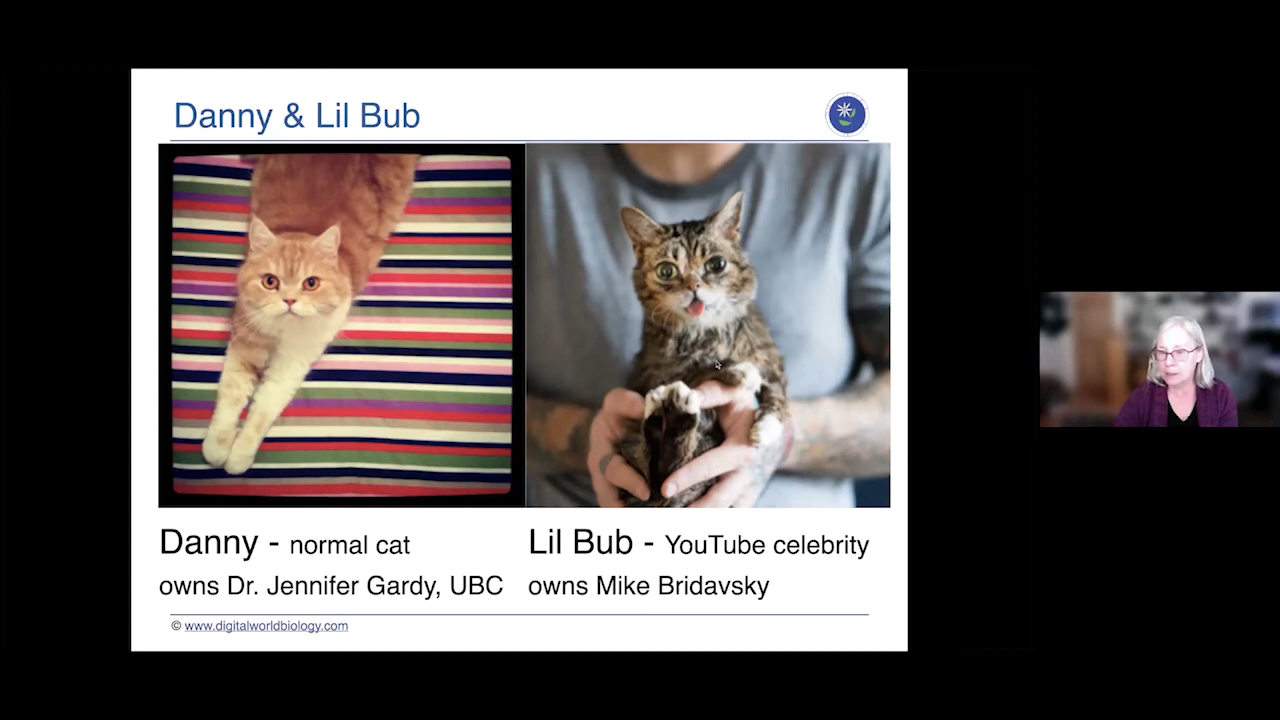 Danny & Lil Bub
Danny - normal cat
owns Dr. Jennifer Gardy, UBC
Lil Bub - YouTube celebrity
owns Mike Bridavsky
© www.digitalworldbiology.com